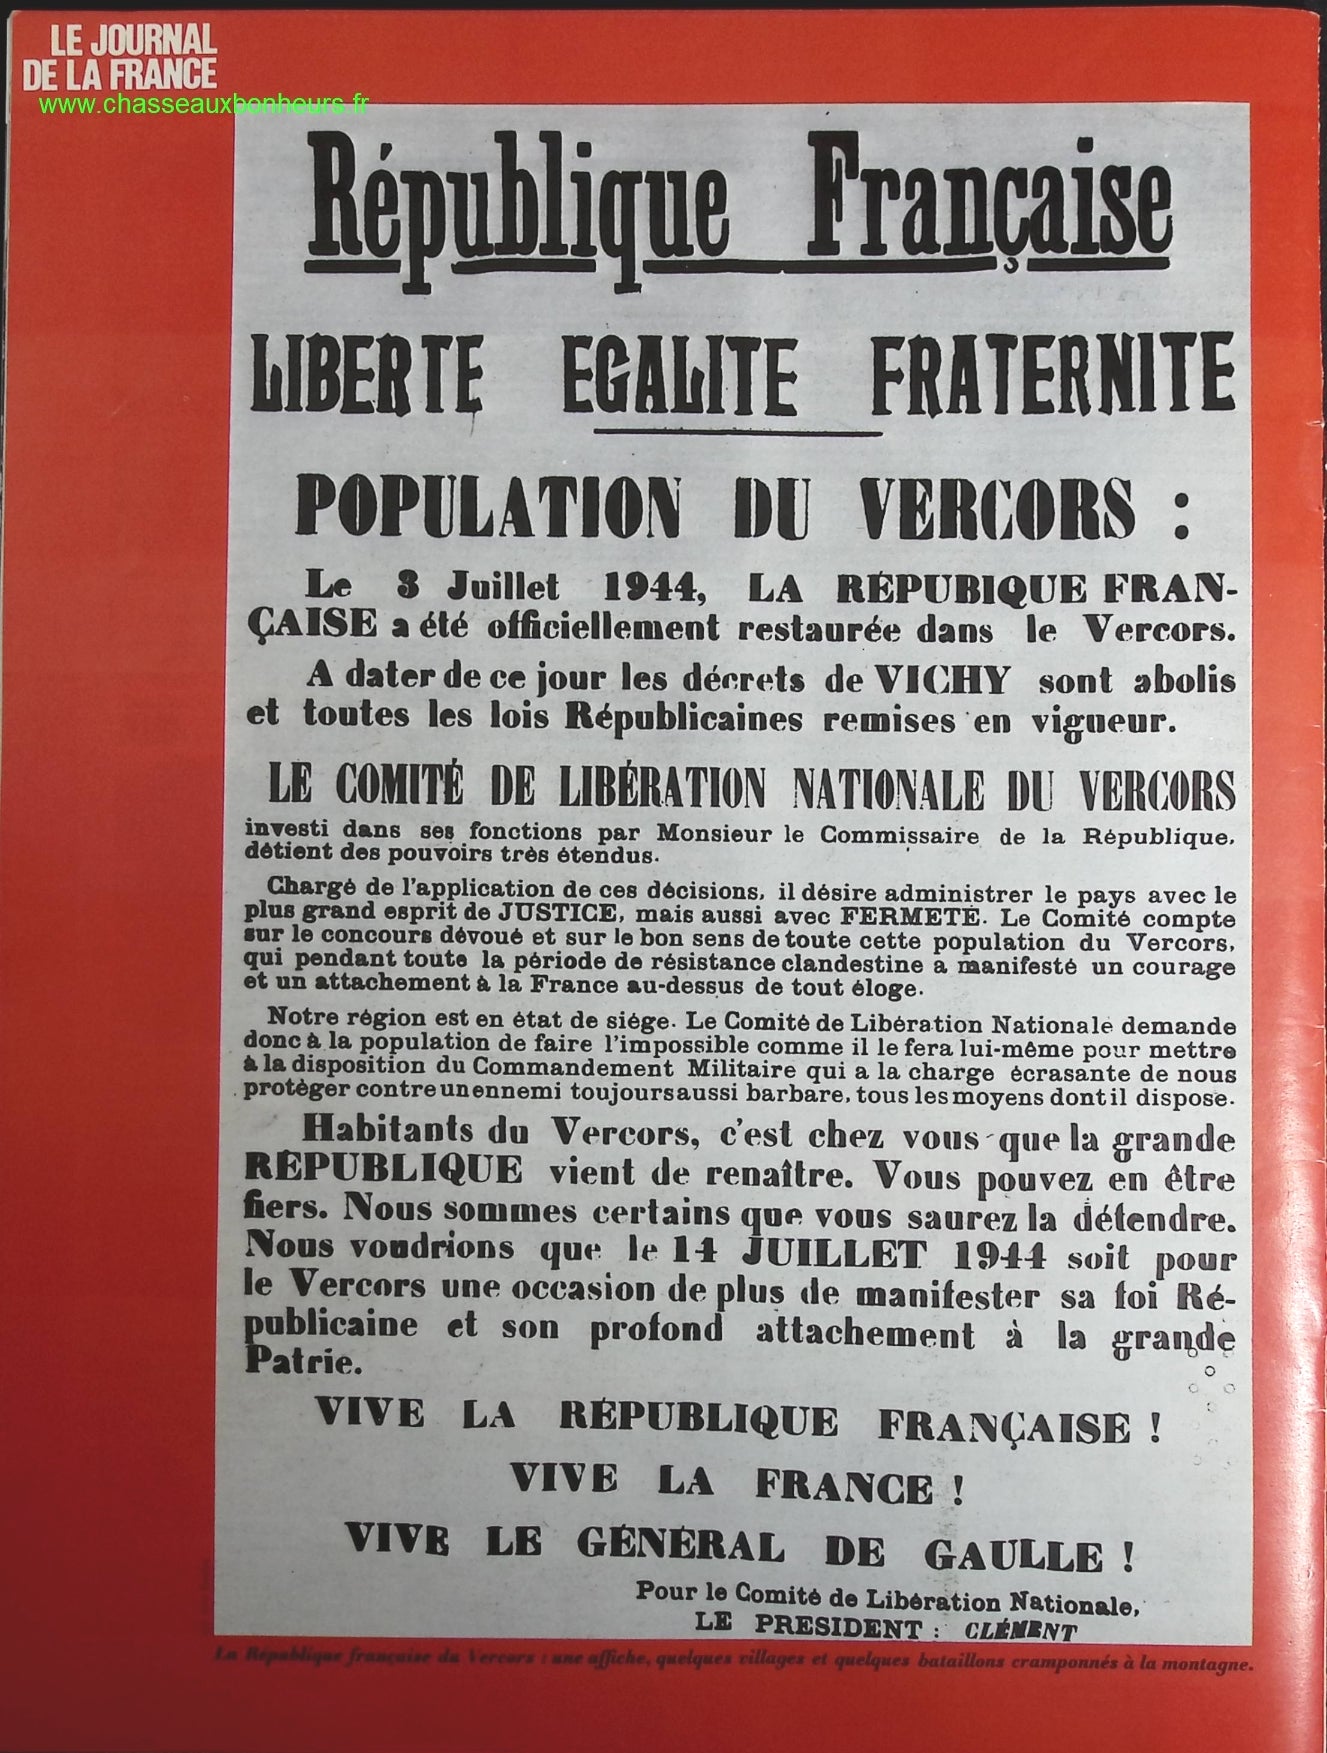 LE JOURNAL
DE LA FRANCE
www.chasseauxbonheurs.fr
République Française
LIBERTE EGALITE FRATERNITE
POPULATION DU VERCORS :
Le 3 Juillet 1944, LA RÉPUBIQUE FRAN-
ÇAISE a été officiellement restaurée dans le Vercors.
A dater de ce jour les décrets de VICHY sont abolis
et toutes les lois Républicaines remises en vigueur.
LE COMITÉ DE LIBÉRATION NATIONALE DU VERCORS
investi dans ses fonctions par Monsieur le Commissaire de la République,
détient des pouvoirs très étendus.
Chargé de l'application de ces décisions, il désire administrer le pays avec le
plus grand esprit de JUSTICE, mais aussi avec FERMETÉ. Le Comité compte
sur le concours dévoué et sur le bon sens de toute cette population du Vercors,
qui pendant toute la période de résistance clandestine a manifesté un courage
et un attachement à la France au-dessus de tout éloge.
Notre région est en état de siége. Le Comité de Libération Nationale demande
donc à la population de faire l'impossible comme il le fera lui-même pour mettre
à la disposition du Commandement Militaire qui a la charge écrasante de nous
protéger contre un ennemi toujours aussi barbare, tous les moyens dont il dispose.
Habitants du Vercors, c'est chez vous que la grande
RÉPUBLIQUE vient de renaître. Vous pouvez en être
fiers. Nous sommes certains que vous saurez la défendre.
Nous voudrions que le 14 JUILLET 1944 soit pour
le Vercors une occasion de plus de manifester sa foi Ré-
publicaine et son profond attachement à la grande
Patrie.
VIVE LA RÉPUBLIQUE FRANÇAISE !
VIVE LA FRANCE !
VIVE LE GÉNÉRAL DE GAULLE !
Pour le Comité de Libération Nationale,
LE PRESIDENT : CLÉMENT
La République française du Vercors : une affiche, quelques villages et quelques bataillons cramponnés à la montagne.